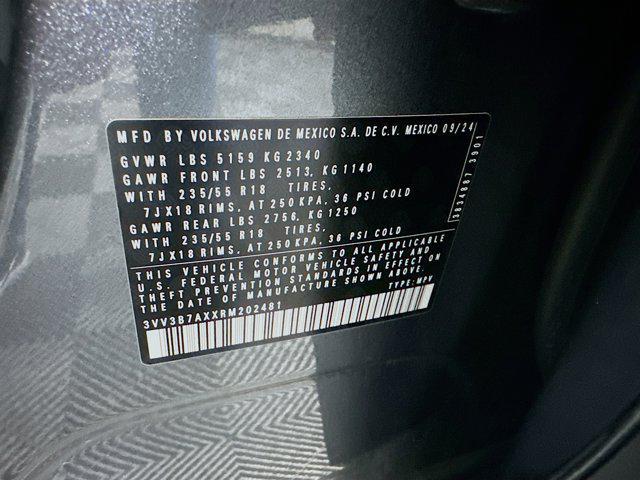 MFD BY VOLKSWAGEN DE MEXICO S.A. DE C.V. MEXICO 09/24
GVWR LBS 5159 KG 2340
GAWR FRONT LBS 2513, KG 1140
WITH 235/55 R18 TIRES,
7JX18 RIMS, AT 250 KPA, 36 PSI COLD
GAWR REAR LBS 2756, KG 1250
WITH 235/55 R18 TIRES,
7JX18 RIMS, AT 250 KPA, 36 PSI COLD
THIS VEHICLE CONFORMS TO ALL APPLICABLE
U.S. FEDERAL MOTOR VEHICLE SAFETY AND
THEFT PREVENTION STANDARDS IN EFFECT ON
THE DATE OF MANUFACTURE SHOWN ABOVE.
3VV3B7AXXRM202481 TYPE: MPV
3834887 3901